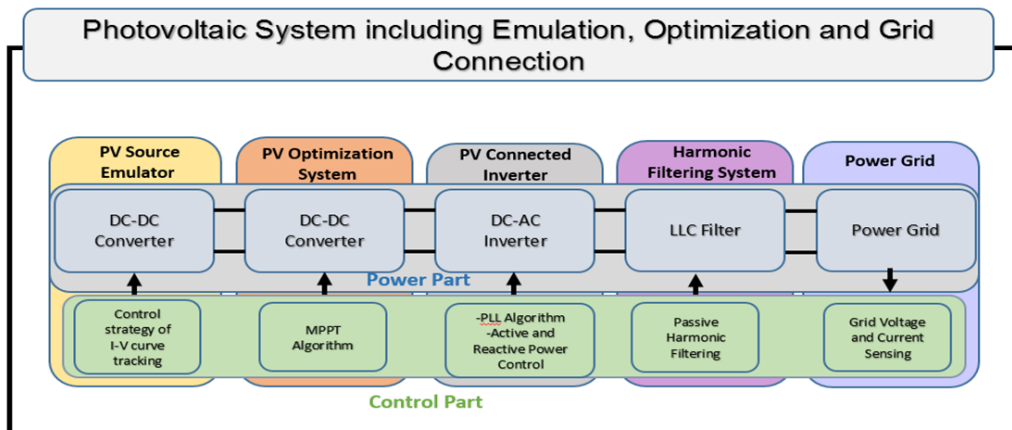 Photovoltaic System including Emulation, Optimization and Grid
Connection
PV Source
Emulator
PV Optimization
System
PV Connected
Inverter
Harmonic
Filtering System
Power Grid
DC-DC
Converter
DC-DC
Converter
DC-AC
Inverter
LLC Filter
Power Grid
Power Part
Control
strategy of
I-V curve
tracking
MPPT
Algorithm
-PLL Algorithm
-Active and
Reactive Power
Control
Passive
Harmonic
Filtering
Grid Voltage
and Current
Sensing
Control Part